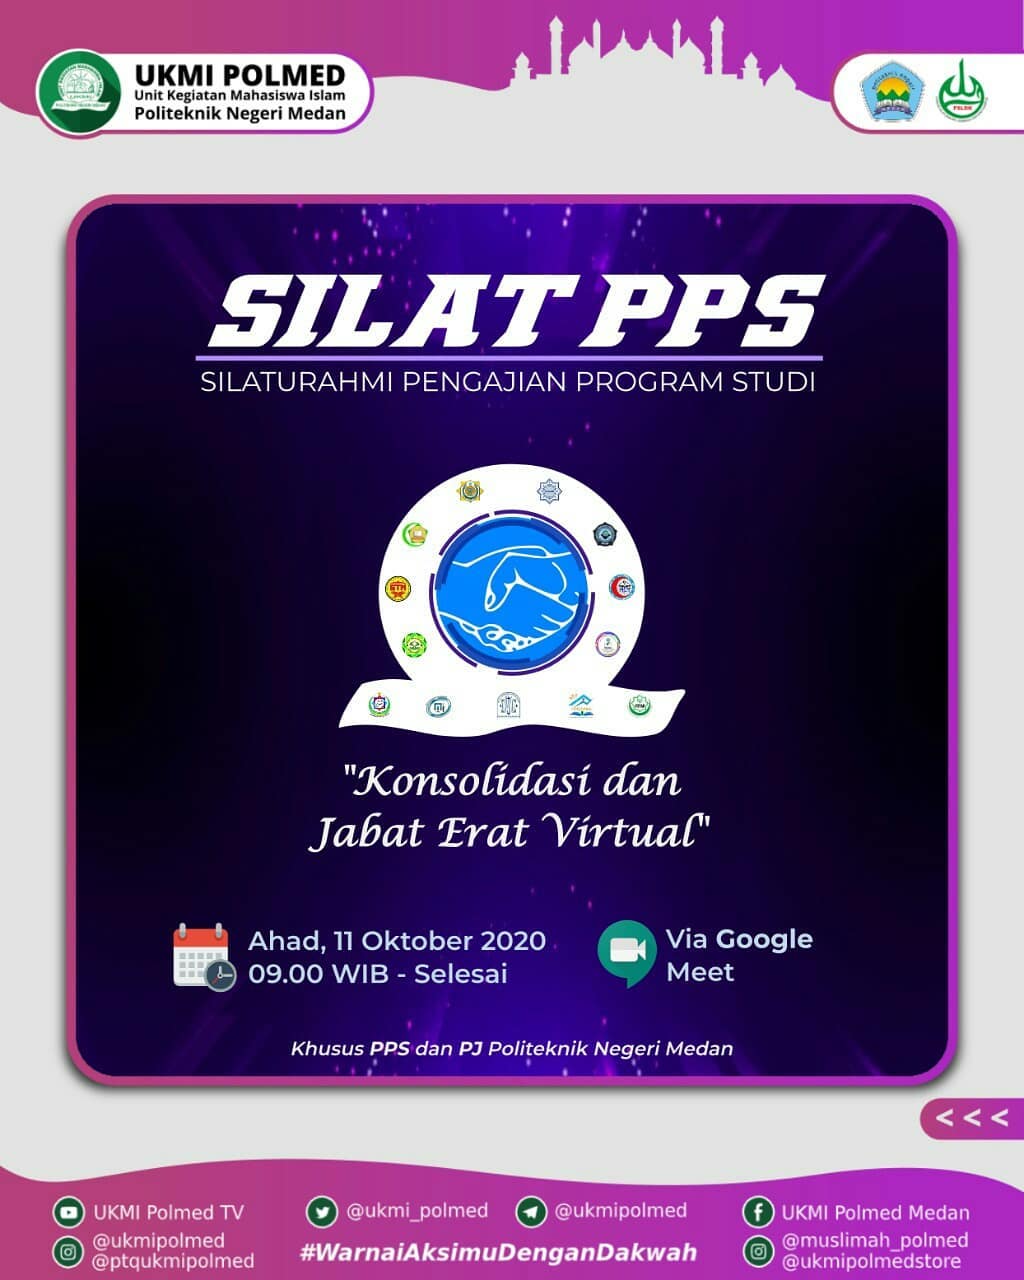 UKMI POLMED
Unit Kegiatan Mahasiswa Islam
Politeknik Negeri Medan
SILAT PPS
SILATURAHMI PENGAJIAN PROGRAM STUDI
"Konsolidasi dan
Jabat Erat Virtual"
Ahad, 11 Oktober 2020
09.00 WIB - Selesai
Via Google
Meet
Khusus PPS dan PJ Politeknik Negeri Medan
< < <
UKMI Polmed TV
@ukmi_polmed
@ukmipolmed
UKMI Polmed Medan
@ukmipolmed
@ptqukmipolmed
#WarnaiAksimuDenganDakwah
@muslimah_polmed
@ukmipolmedstore